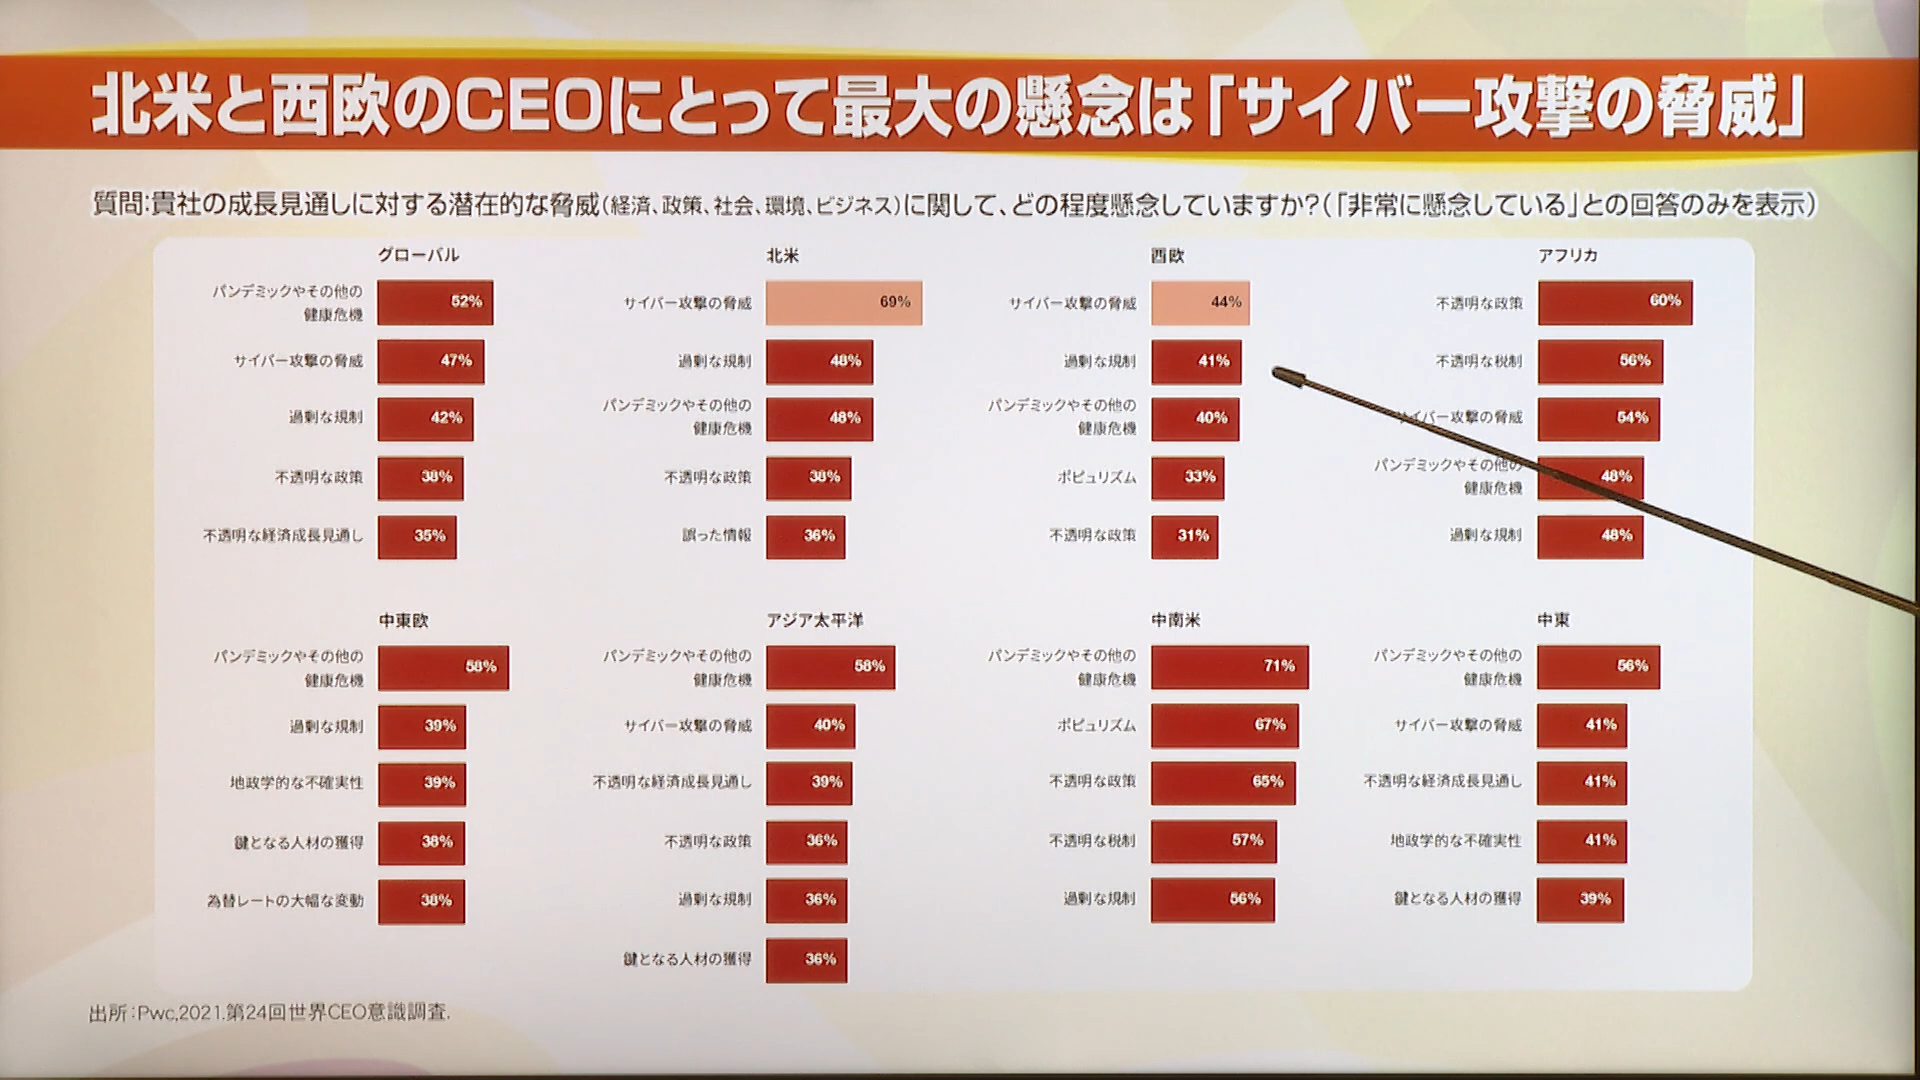 北米と西欧のCEOにとって最大の懸念は「サイバー攻撃の脅威」
質問:貴社の成長見通しに対する潜在的な脅威(経済、政策、社会、環境、ビジネス)に関して、どの程度懸念していますか?(「非常に懸念している」との回答のみを表示)
グローバル
パンデミックやその他の
健康危機
52%
サイバー攻撃の脅威
47%
過剰な規制
42%
不透明な政策
38%
不透明な経済成長見通し
35%
北米
サイバー攻撃の脅威
69%
過剰な規制
48%
パンデミックやその他の
健康危機
48%
不透明な政策
38%
誤った情報
36%
西欧
サイバー攻撃の脅威
44%
過剰な規制
41%
パンデミックやその他の
健康危機
40%
ポピュリズム
33%
不透明な政策
31%
アフリカ
不透明な政策
60%
不透明な税制
56%
サイバー攻撃の脅威
54%
パンデミックやその他の
健康危機
48%
過剰な規制
48%
中東欧
パンデミックやその他の
健康危機
58%
過剰な規制
39%
地政学的な不確実性
39%
鍵となる人材の獲得
38%
為替レートの大幅な変動
38%
アジア太平洋
パンデミックやその他の
健康危機
58%
サイバー攻撃の脅威
40%
不透明な経済成長見通し
39%
不透明な政策
36%
過剰な規制
36%
鍵となる人材の獲得
36%
中南米
パンデミックやその他の
健康危機
71%
ポピュリズム
67%
不透明な政策
65%
不透明な税制
57%
過剰な規制
56%
中東
パンデミックやその他の
健康危機
56%
サイバー攻撃の脅威
41%
不透明な経済成長見通し
41%
地政学的な不確実性
41%
鍵となる人材の獲得
39%
出所:Pwc,2021.第24回世界CEO意識調査.